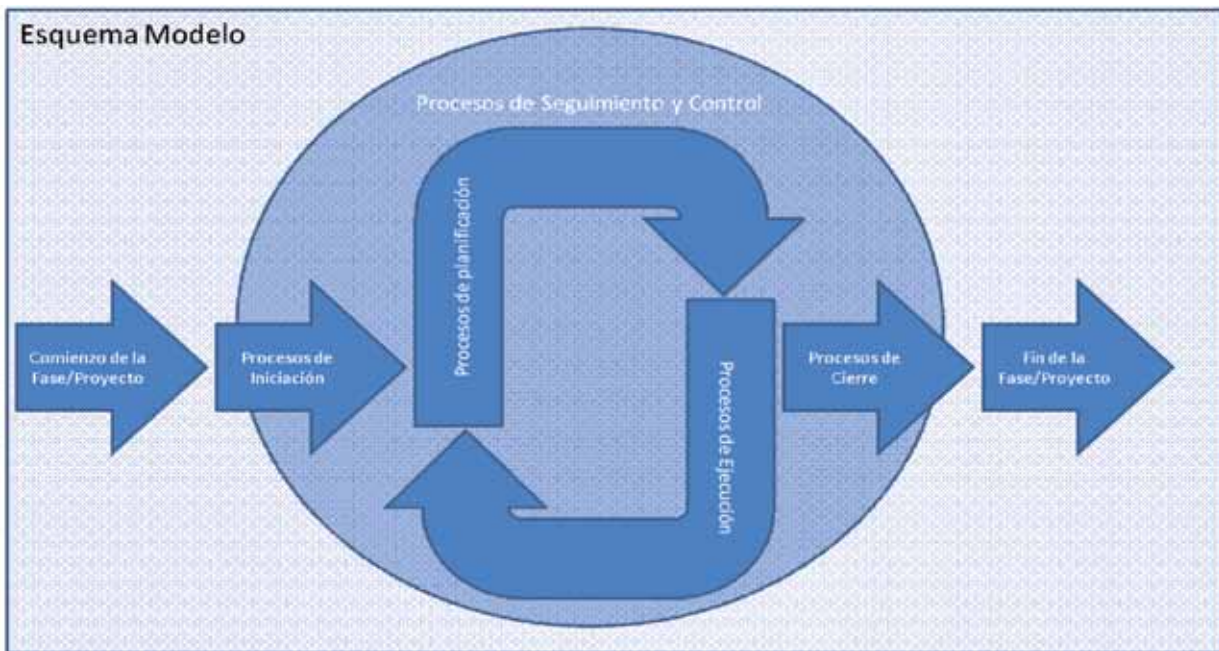 Esquema Modelo
Procesos de Seguimiento y Control
Procesos de planificación
Comienzo de la
Fase/Proyecto
Procesos de
Iniciación
Procesos de Ejecución
Procesos de
Cierre
Fin de la
Fase/Proyecto